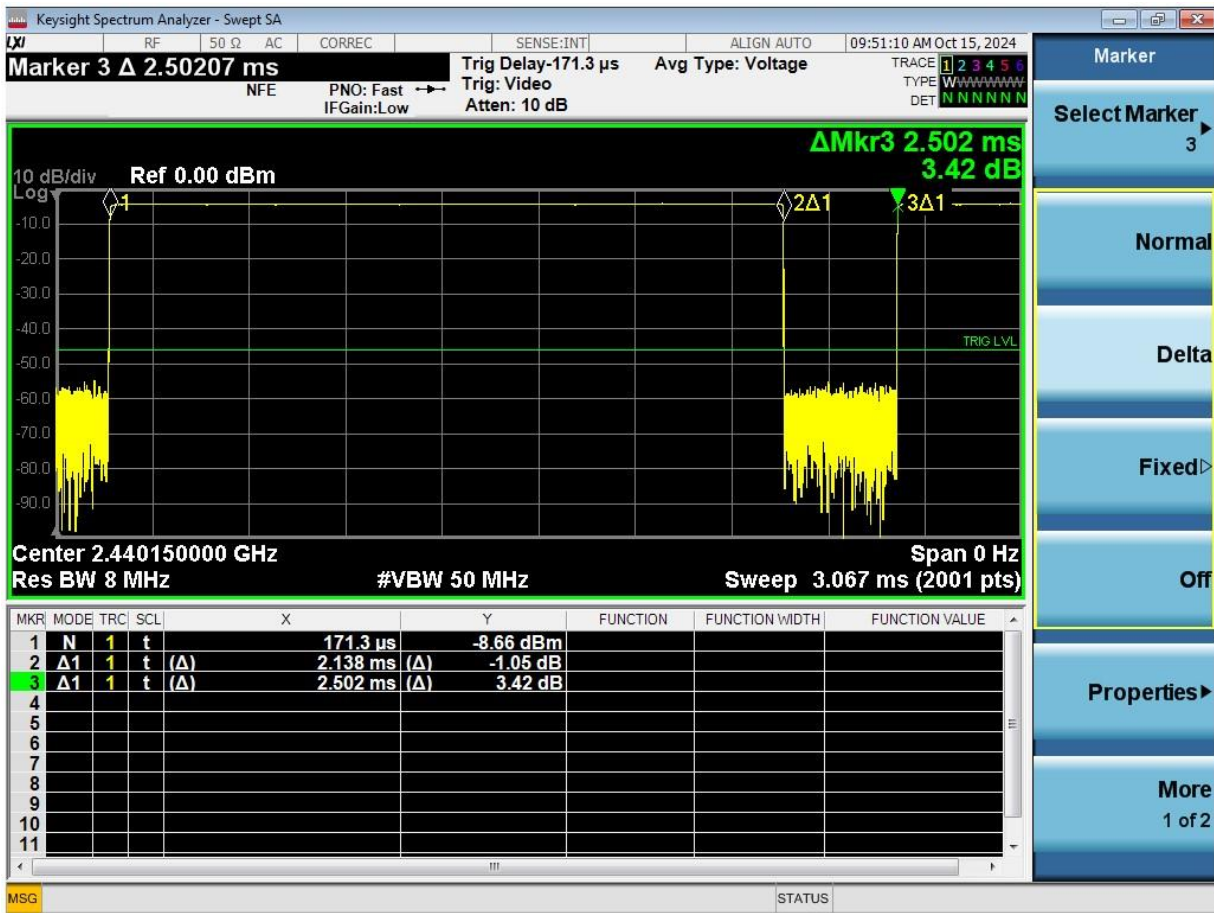 Keysight Spectrum Analyzer - Swept SA
LXI RF 50 Ω AC CORREC SENSE:INT ALIGN AUTO 09:51:10 AM Oct 15, 2024
Marker 3 Δ 2.50207 ms
NFE
PNO: Fast
IFGain:Low
Trig Delay-171.3 µs
Trig: Video
Atten: 10 dB
Avg Type: Voltage
TRACE 1 2 3 4 5 6
TYPE WWWWWW
DET N N N N N N
ΔMkr3 2.502 ms
3.42 dB
10 dB/div Ref 0.00 dBm
Log
1 2Δ1 3Δ1
-10.0
-20.0
-30.0
-40.0
TRIG LVL
-50.0
-60.0
-70.0
-80.0
-90.0
Center 2.440150000 GHz Span 0 Hz
Res BW 8 MHz #VBW 50 MHz Sweep 3.067 ms (2001 pts)
MKR MODE TRC SCL X Y FUNCTION FUNCTION WIDTH FUNCTION VALUE
1 N 1 t 171.3 µs -8.66 dBm
2 Δ1 1 t (Δ) 2.138 ms (Δ) -1.05 dB
3 Δ1 1 t (Δ) 2.502 ms (Δ) 3.42 dB
4
5
6
7
8
9
10
11
MSG STATUS
Marker
Select Marker
3
Normal
Delta
Fixed
Off
Properties
More
1 of 2